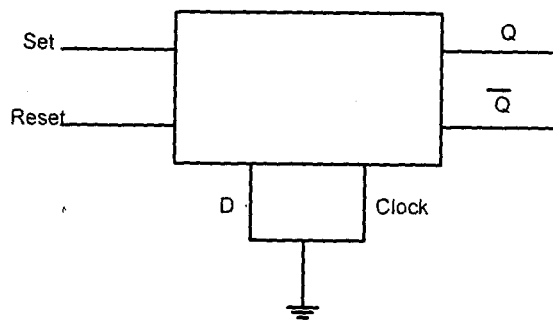 Set
Q
Reset
Q̅
D
Clock